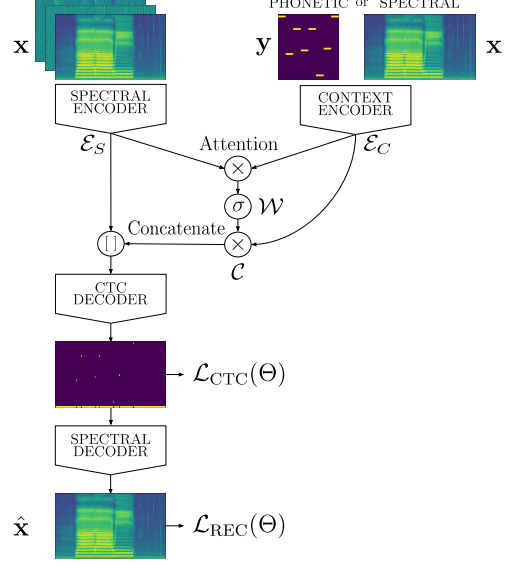 PHONETIC or SPECTRAL
x
y
x
SPECTRAL
ENCODER
CONTEXT
ENCODER
ℰ_S
Attention
ℰ_C
×
σ
𝒲
Concatenate
[ ]
×
𝒞
CTC
DECODER
ℒ_CTC(Θ)
SPECTRAL
DECODER
x̂
ℒ_REC(Θ)